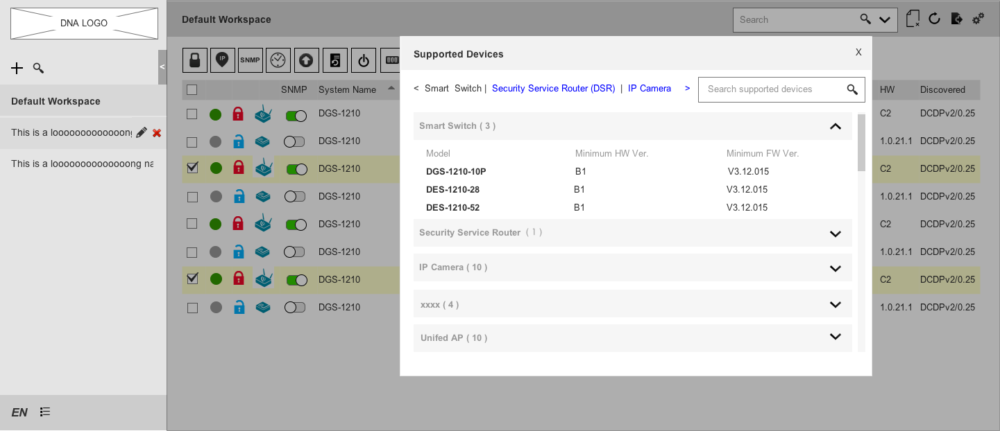 DNA LOGO
Default Workspace
Search
<
IP
SNMP
000
Default Workspace
This is a looooooooooooong
This is a loooooooooooooong na
EN
SNMP System Name HW Discovered
DGS-1210 C2 DCDPv2/0.25
DGS-1210 1.0.21.1 DCDPv2/0.25
DGS-1210 C2 DCDPv2/0.25
DGS-1210 1.0.21.1 DCDPv2/0.25
DGS-1210 C2 DCDPv2/0.25
DGS-1210 1.0.21.1 DCDPv2/0.25
DGS-1210 C2 DCDPv2/0.25
DGS-1210 1.0.21.1 DCDPv2/0.25
Supported Devices X
< Smart Switch | Security Service Router (DSR) | IP Camera >
Search supported devices
Smart Switch ( 3 )
Model Minimum HW Ver. Minimum FW Ver.
DGS-1210-10P B1 V3.12.015
DES-1210-28 B1 V3.12.015
DES-1210-52 B1 V3.12.015
Security Service Router ( 1 )
IP Camera ( 10 )
xxxx ( 4 )
Unifed AP ( 10 )